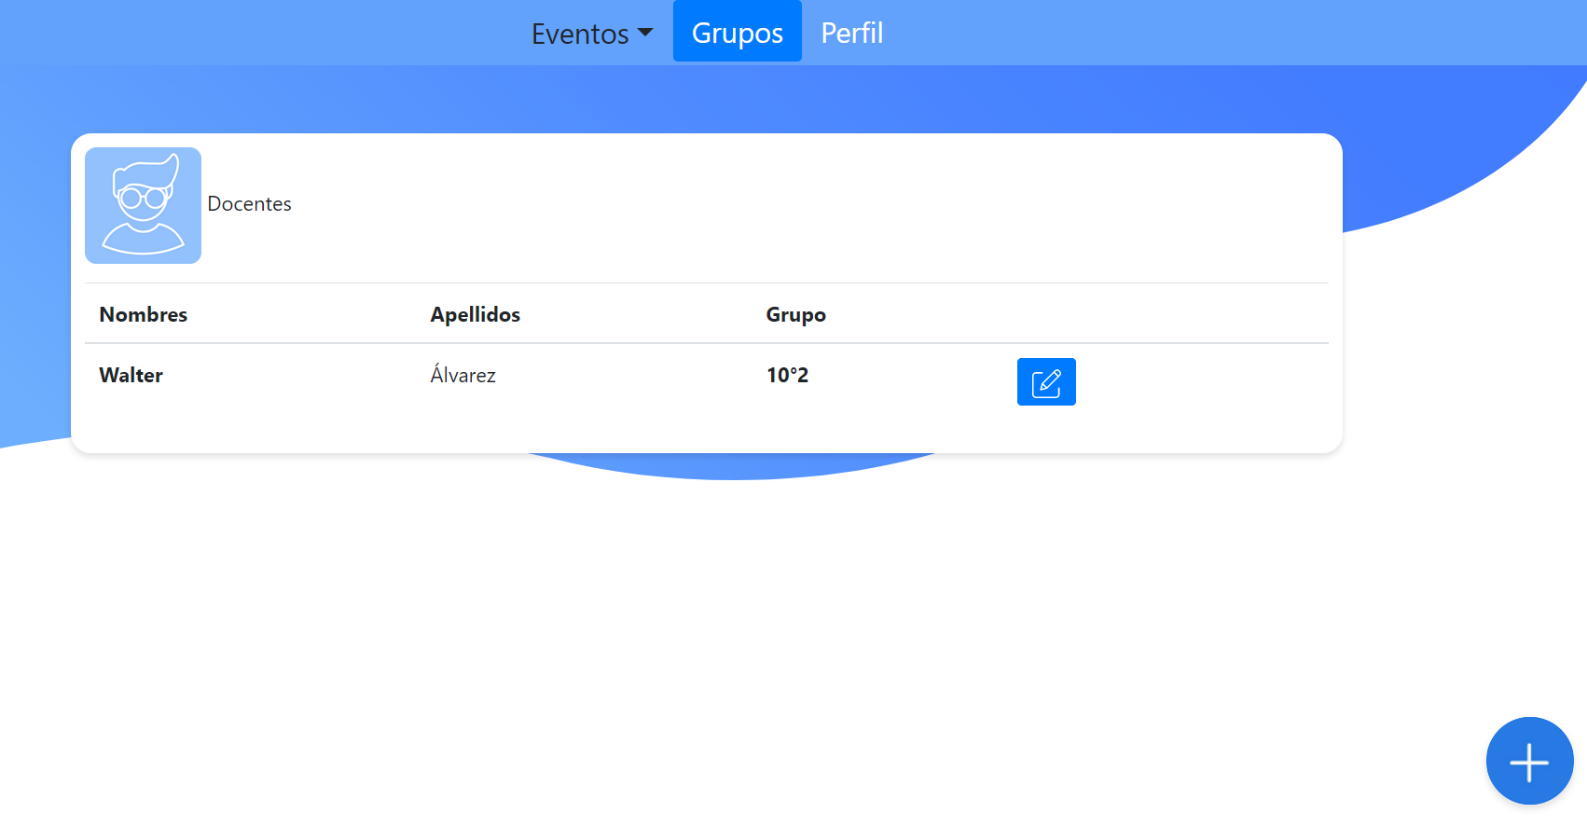 Eventos Grupos Perfil
Docentes
Nombres Apellidos Grupo
Walter Álvarez 10°2